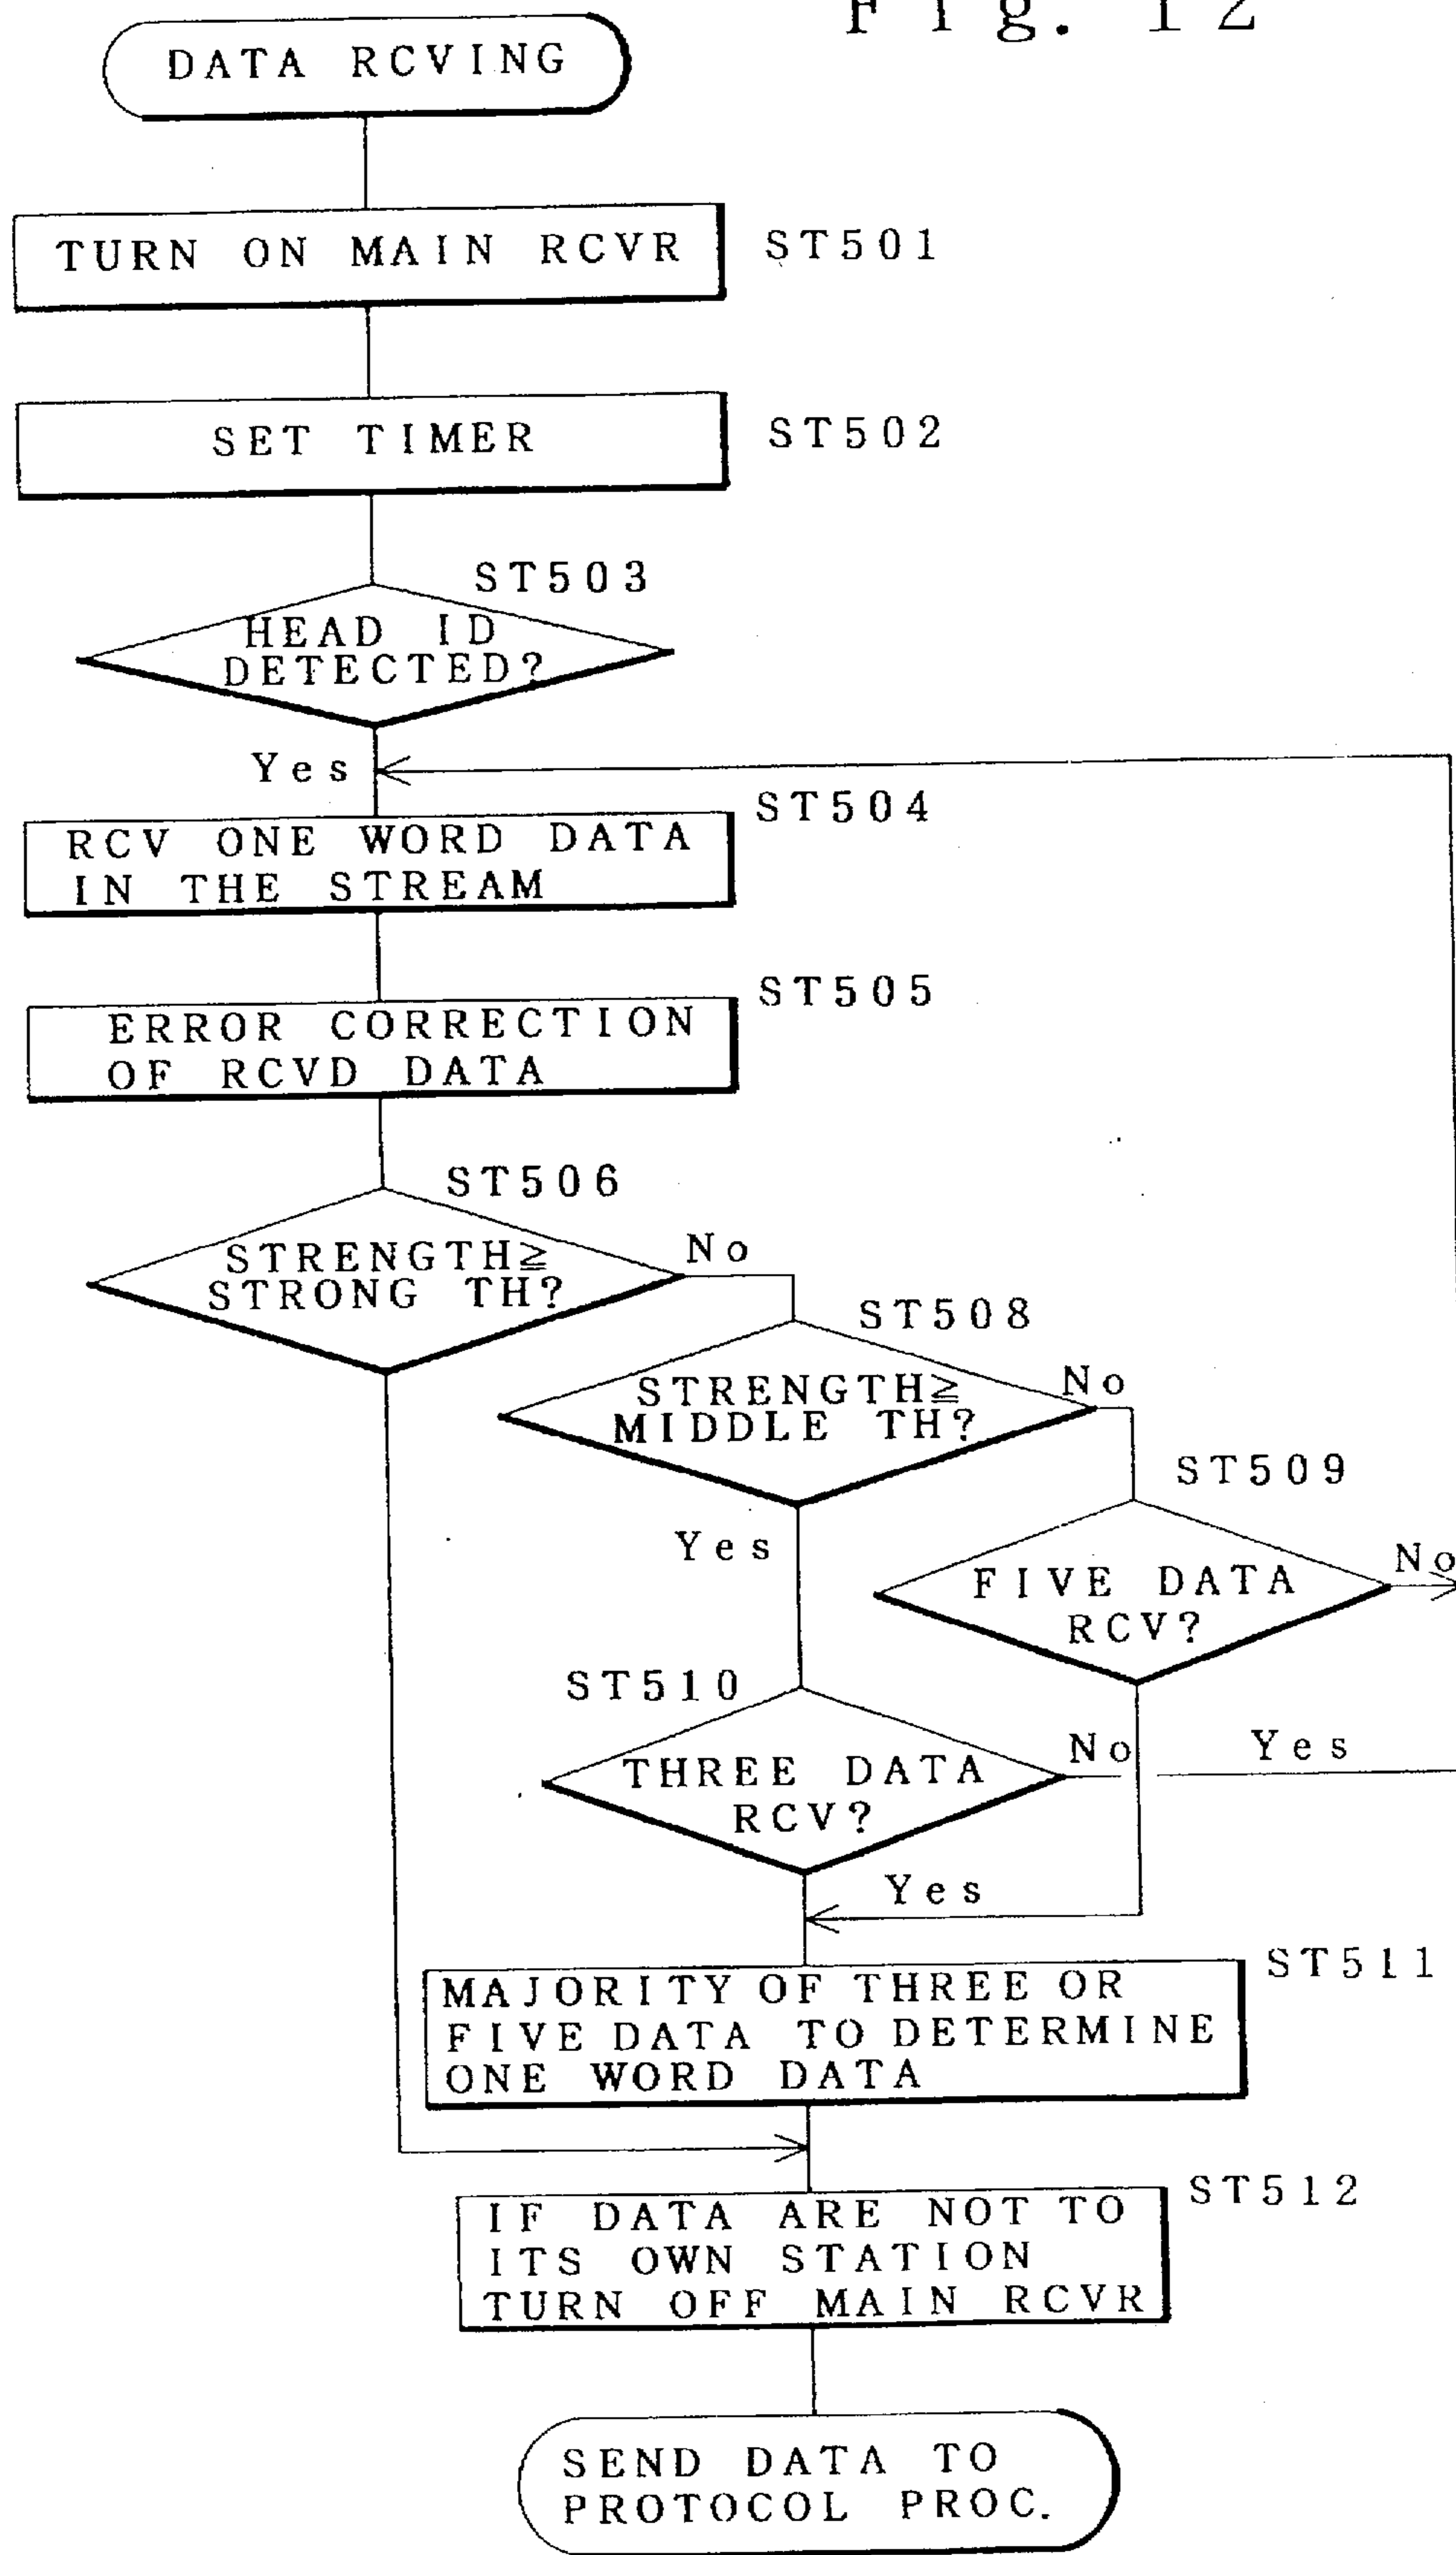 Fig. 12
DATA RCVING
TURN ON MAIN RCVR
ST501
SET TIMER
ST502
ST503
HEAD ID
DETECTED?
Yes
ST504
RCV ONE WORD DATA
IN THE STREAM
ST505
ERROR CORRECTION
OF RCVD DATA
ST506
STRENGTH≧
STRONG TH?
No
ST508
STRENGTH≧
MIDDLE TH?
No
ST509
Yes
FIVE DATA
RCV?
No
ST510
THREE DATA
RCV?
No
Yes
Yes
ST511
MAJORITY OF THREE OR
FIVE DATA TO DETERMINE
ONE WORD DATA
ST512
IF DATA ARE NOT TO
ITS OWN STATION
TURN OFF MAIN RCVR
SEND DATA TO
PROTOCOL PROC.